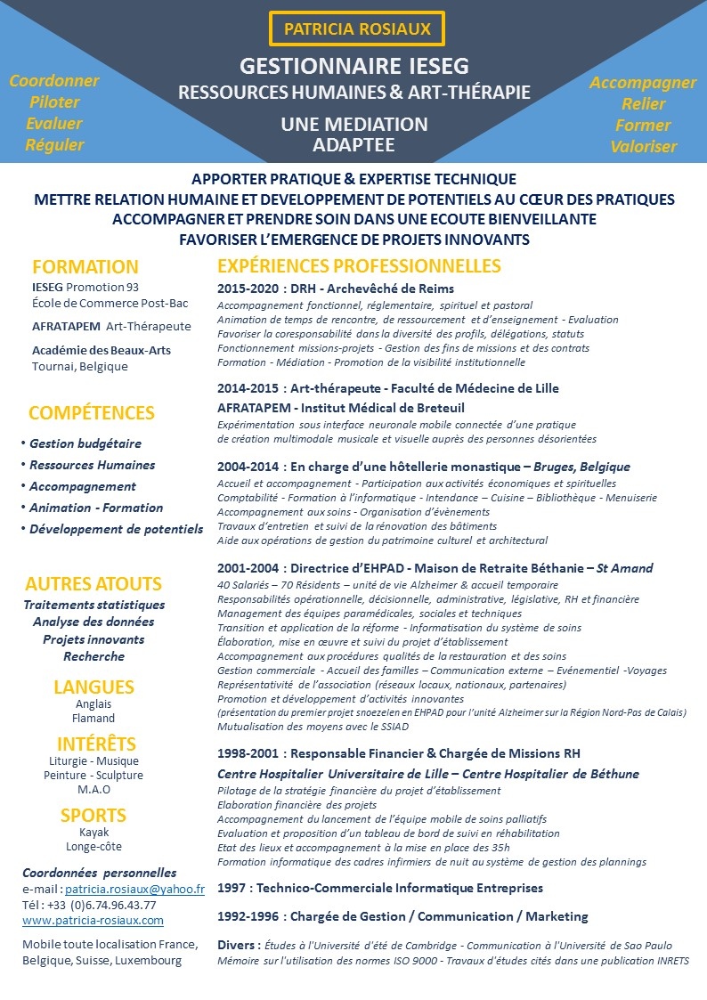 PATRICIA ROSIAUX
GESTIONNAIRE IESEG
RESSOURCES HUMAINES & ART-THÉRAPIE
UNE MEDIATION
ADAPTEE
Coordonner
Piloter
Evaluer
Réguler
Accompagner
Relier
Former
Valoriser
APPORTER PRATIQUE & EXPERTISE TECHNIQUE
METTRE RELATION HUMAINE ET DEVELOPPEMENT DE POTENTIELS AU CŒUR DES PRATIQUES
ACCOMPAGNER ET PRENDRE SOIN DANS UNE ECOUTE BIENVEILLANTE
FAVORISER L’EMERGENCE DE PROJETS INNOVANTS
FORMATION
IESEG Promotion 93
École de Commerce Post-Bac
AFRATAPEM Art-Thérapeute
Académie des Beaux-Arts
Tournai, Belgique
COMPÉTENCES
• Gestion budgétaire
• Ressources Humaines
• Accompagnement
• Animation - Formation
• Développement de potentiels
AUTRES ATOUTS
Traitements statistiques
Analyse des données
Projets innovants
Recherche
LANGUES
Anglais
Flamand
INTÉRÊTS
Liturgie - Musique
Peinture - Sculpture
M.A.O
SPORTS
Kayak
Longe-côte
Coordonnées personnelles
e-mail : patricia.rosiaux@yahoo.fr
Tél : +33 (0)6.74.96.43.77
www.patricia-rosiaux.com
Mobile toute localisation France,
Belgique, Suisse, Luxembourg
EXPÉRIENCES PROFESSIONNELLES
2015-2020 : DRH - Archevêché de Reims
Accompagnement fonctionnel, réglementaire, spirituel et pastoral
Animation de temps de rencontre, de ressourcement et d’enseignement - Evaluation
Favoriser la coresponsabilité dans la diversité des profils, délégations, statuts
Fonctionnement missions-projets - Gestion des fins de missions et des contrats
Formation - Médiation - Promotion de la visibilité institutionnelle
2014-2015 : Art-thérapeute - Faculté de Médecine de Lille
AFRATAPEM - Institut Médical de Breteuil
Expérimentation sous interface neuronale mobile connectée d’une pratique
de création multimodale musicale et visuelle auprès des personnes désorientées
2004-2014 : En charge d’une hôtellerie monastique – Bruges, Belgique
Accueil et accompagnement - Participation aux activités économiques et spirituelles
Comptabilité - Formation à l’informatique - Intendance – Cuisine – Bibliothèque - Menuiserie
Accompagnement aux soins - Organisation d’évènements
Travaux d’entretien et suivi de la rénovation des bâtiments
Aide aux opérations de gestion du patrimoine culturel et architectural
2001-2004 : Directrice d’EHPAD - Maison de Retraite Béthanie – St Amand
40 Salariés – 70 Résidents – unité de vie Alzheimer & accueil temporaire
Responsabilités opérationnelle, décisionnelle, administrative, législative, RH et financière
Management des équipes paramédicales, sociales et techniques
Transition et application de la réforme - Informatisation du système de soins
Élaboration, mise en œuvre et suivi du projet d’établissement
Accompagnement aux procédures qualités de la restauration et des soins
Gestion commerciale - Accueil des familles – Communication externe – Evénementiel -Voyages
Représentativité de l’association (réseaux locaux, nationaux, partenaires)
Promotion et développement d’activités innovantes
(présentation du premier projet snoezelen en EHPAD pour l’unité Alzheimer sur la Région Nord-Pas de Calais)
Mutualisation des moyens avec le SSIAD
1998-2001 : Responsable Financier & Chargée de Missions RH
Centre Hospitalier Universitaire de Lille – Centre Hospitalier de Béthune
Pilotage de la stratégie financière du projet d’établissement
Elaboration financière des projets
Accompagnement du lancement de l’équipe mobile de soins palliatifs
Evaluation et proposition d’un tableau de bord de suivi en réhabilitation
Etat des lieux et accompagnement à la mise en place des 35h
Formation informatique des cadres infirmiers de nuit au système de gestion des plannings
1997 : Technico-Commerciale Informatique Entreprises
1992-1996 : Chargée de Gestion / Communication / Marketing
Divers : Études à l'Université d'été de Cambridge - Communication à l'Université de Sao Paulo
Mémoire sur l'utilisation des normes ISO 9000 - Travaux d'études cités dans une publication INRETS